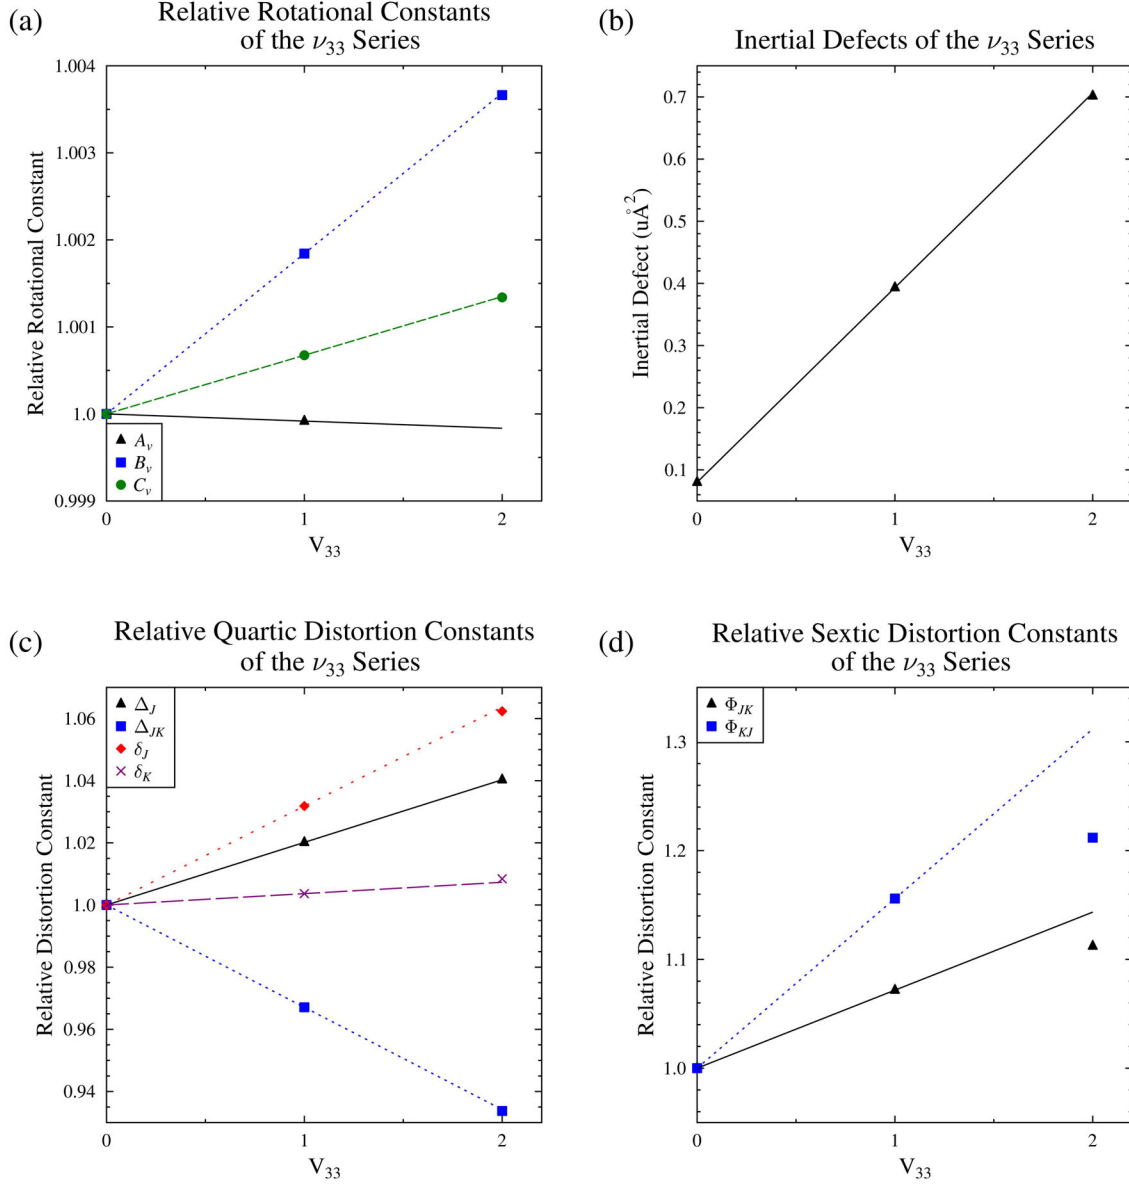 (a)
Relative Rotational Constants
of the ν33 Series
Relative Rotational Constant
1.004
1.003
1.002
1.001
1.0
0.999
Av
Bv
Cv
0
1
2
V33
(b)
Inertial Defects of the ν33 Series
Inertial Defect (uÅ2)
0.7
0.6
0.5
0.4
0.3
0.2
0.1
0
1
2
V33
(c)
Relative Quartic Distortion Constants
of the ν33 Series
Relative Distortion Constant
1.06
1.04
1.02
1.0
0.98
0.96
0.94
ΔJ
ΔJK
δJ
δK
0
1
2
V33
(d)
Relative Sextic Distortion Constants
of the ν33 Series
Relative Distortion Constant
1.3
1.2
1.1
1.0
ΦJK
ΦKJ
0
1
2
V33